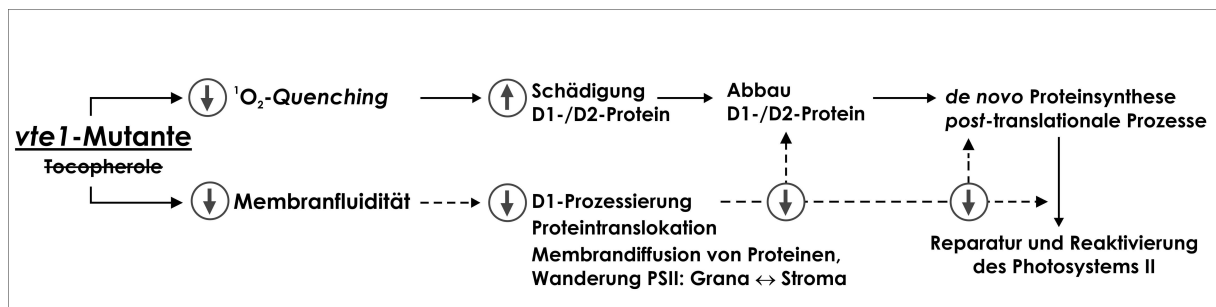 ¹O₂-Quenching
Schädigung
D1-/D2-Protein
Abbau
D1-/D2-Protein
de novo Proteinsynthese
post-translationale Prozesse
vte1-Mutante
Tocopherole
Membranfluidität
D1-Prozessierung
Proteintranslokation
Membrandiffusion von Proteinen,
Wanderung PSII: Grana ↔ Stroma
Reparatur und Reaktivierung
des Photosystems II